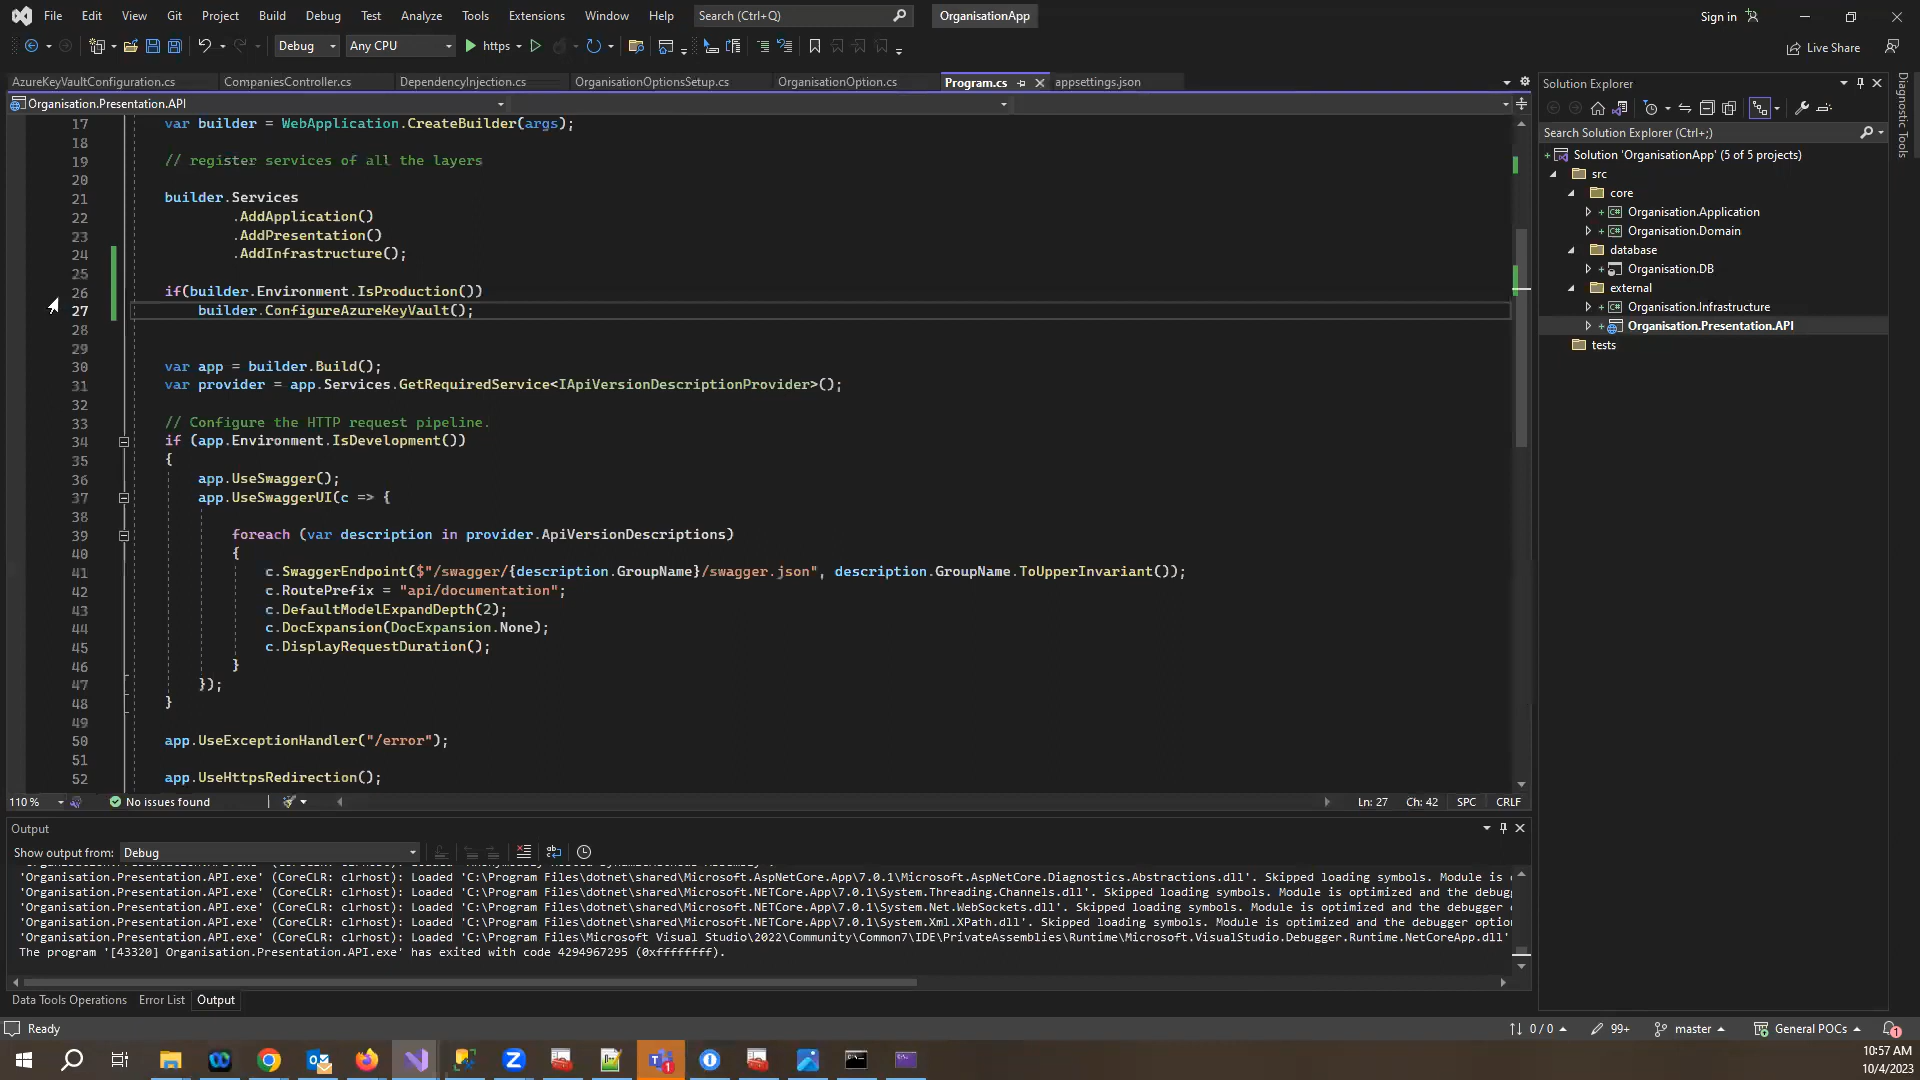 File Edit View Git Project Build Debug Test Analyze Tools Extensions Window Help Search (Ctrl+Q) OrganisationApp Sign in
Debug Any CPU https Live Share
AzureKeyVaultConfiguration.cs CompaniesController.cs DependencyInjection.cs OrganisationOptionsSetup.cs OrganisationOption.cs Program.cs appsettings.json
Organisation.Presentation.API
17 var builder = WebApplication.CreateBuilder(args);
18
19 // register services of all the layers
20
21 builder.Services
22 .AddApplication()
23 .AddPresentation()
24 .AddInfrastructure();
25
26 if(builder.Environment.IsProduction())
27 builder.ConfigureAzureKeyVault();
28
29
30 var app = builder.Build();
31 var provider = app.Services.GetRequiredService<IApiVersionDescriptionProvider>();
32
33 // Configure the HTTP request pipeline.
34 if (app.Environment.IsDevelopment())
35 {
36 app.UseSwagger();
37 app.UseSwaggerUI(c => {
38
39 foreach (var description in provider.ApiVersionDescriptions)
40 {
41 c.SwaggerEndpoint($"/swagger/{description.GroupName}/swagger.json", description.GroupName.ToUpperInvariant());
42 c.RoutePrefix = "api/documentation";
43 c.DefaultModelExpandDepth(2);
44 c.DocExpansion(DocExpansion.None);
45 c.DisplayRequestDuration();
46 }
47 });
48 }
49
50 app.UseExceptionHandler("/error");
51
52 app.UseHttpsRedirection();
110 % No issues found Ln: 27 Ch: 42 SPC CRLF
Output
Show output from: Debug
'Organisation.Presentation.API.exe' (CoreCLR: clrhost): Loaded 'C:\Program Files\dotnet\shared\Microsoft.AspNetCore.App\7.0.1\Microsoft.AspNetCore.Diagnostics.Abstractions.dll'. Skipped loading symbols. Module is
'Organisation.Presentation.API.exe' (CoreCLR: clrhost): Loaded 'C:\Program Files\dotnet\shared\Microsoft.NETCore.App\7.0.1\System.Threading.Channels.dll'. Skipped loading symbols. Module is optimized and the debug
'Organisation.Presentation.API.exe' (CoreCLR: clrhost): Loaded 'C:\Program Files\dotnet\shared\Microsoft.NETCore.App\7.0.1\System.Net.WebSockets.dll'. Skipped loading symbols. Module is optimized and the debugger
'Organisation.Presentation.API.exe' (CoreCLR: clrhost): Loaded 'C:\Program Files\dotnet\shared\Microsoft.NETCore.App\7.0.1\System.Xml.XPath.dll'. Skipped loading symbols. Module is optimized and the debugger optio
'Organisation.Presentation.API.exe' (CoreCLR: clrhost): Loaded 'C:\Program Files\Microsoft Visual Studio\2022\Community\Common7\IDE\PrivateAssemblies\Runtime\Microsoft.VisualStudio.Debugger.Runtime.NetCoreApp.dll'
The program '[43320] Organisation.Presentation.API.exe' has exited with code 4294967295 (0xffffffff).
Data Tools Operations Error List Output
Solution Explorer
Search Solution Explorer (Ctrl+;)
Solution 'OrganisationApp' (5 of 5 projects)
src
core
Organisation.Application
Organisation.Domain
database
Organisation.DB
external
Organisation.Infrastructure
Organisation.Presentation.API
tests
Diagnostic Tools
Ready 0 / 0 99+ master General POCs 1
10:57 AM
10/4/2023